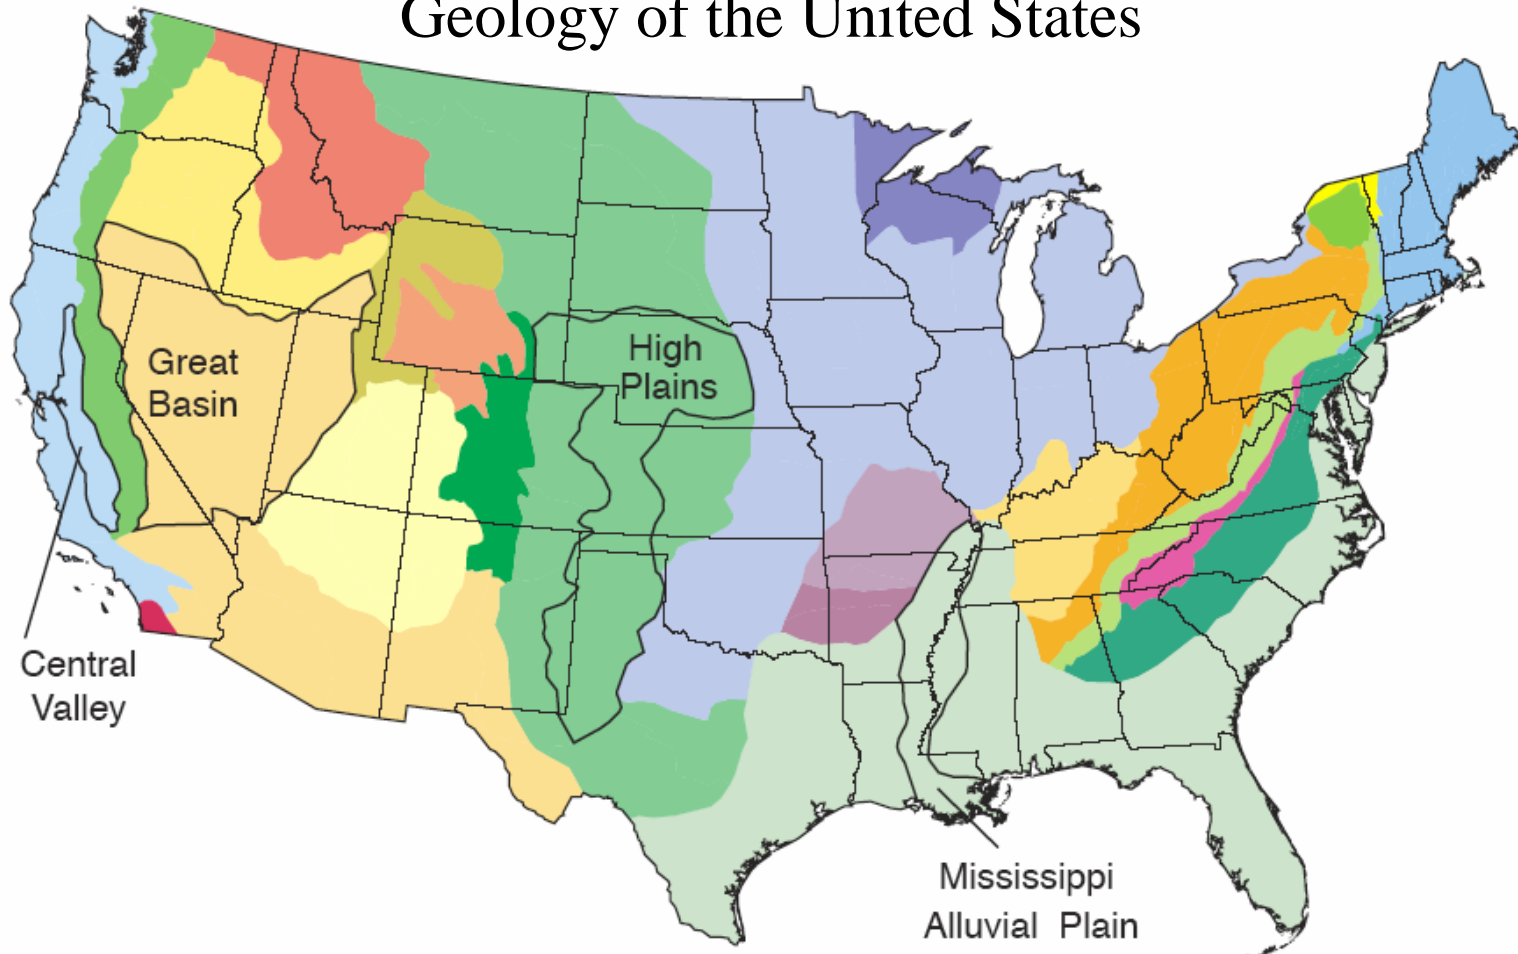 Geology of the United States
Great
Basin
High
Plains
Central
Valley
Mississippi
Alluvial Plain